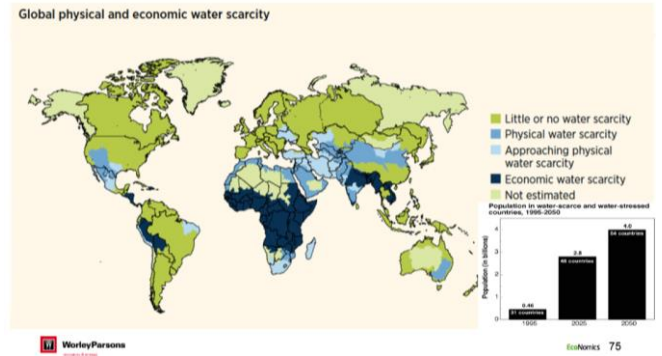 Global physical and economic water scarcity
Little or no water scarcity
Physical water scarcity
Approaching physical
water scarcity
Economic water scarcity
Not estimated
Population in water-scarce and water-stressed
countries, 1995-2050
Population (in billions)
4
3
2
1
0
0.46
31 countries
2.8
48 countries
4.0
54 countries
1995
2025
2050
WorleyParsons
EcoNomics 75